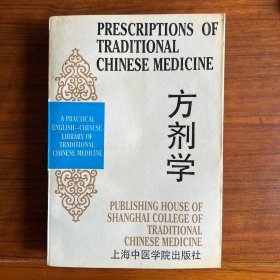 PRESCRIPTIONS OF
TRADITIONAL
CHINESE MEDICINE
A PRACTICAL
ENGLISH–CHINESE
LIBRARY OF
TRADITIONAL
CHINESE MEDICINE
方剂学
PUBLISHING HOUSE OF
SHANGHAI COLLEGE OF
TRADITIONAL
CHINESE MEDICINE
上海中医学院出版社